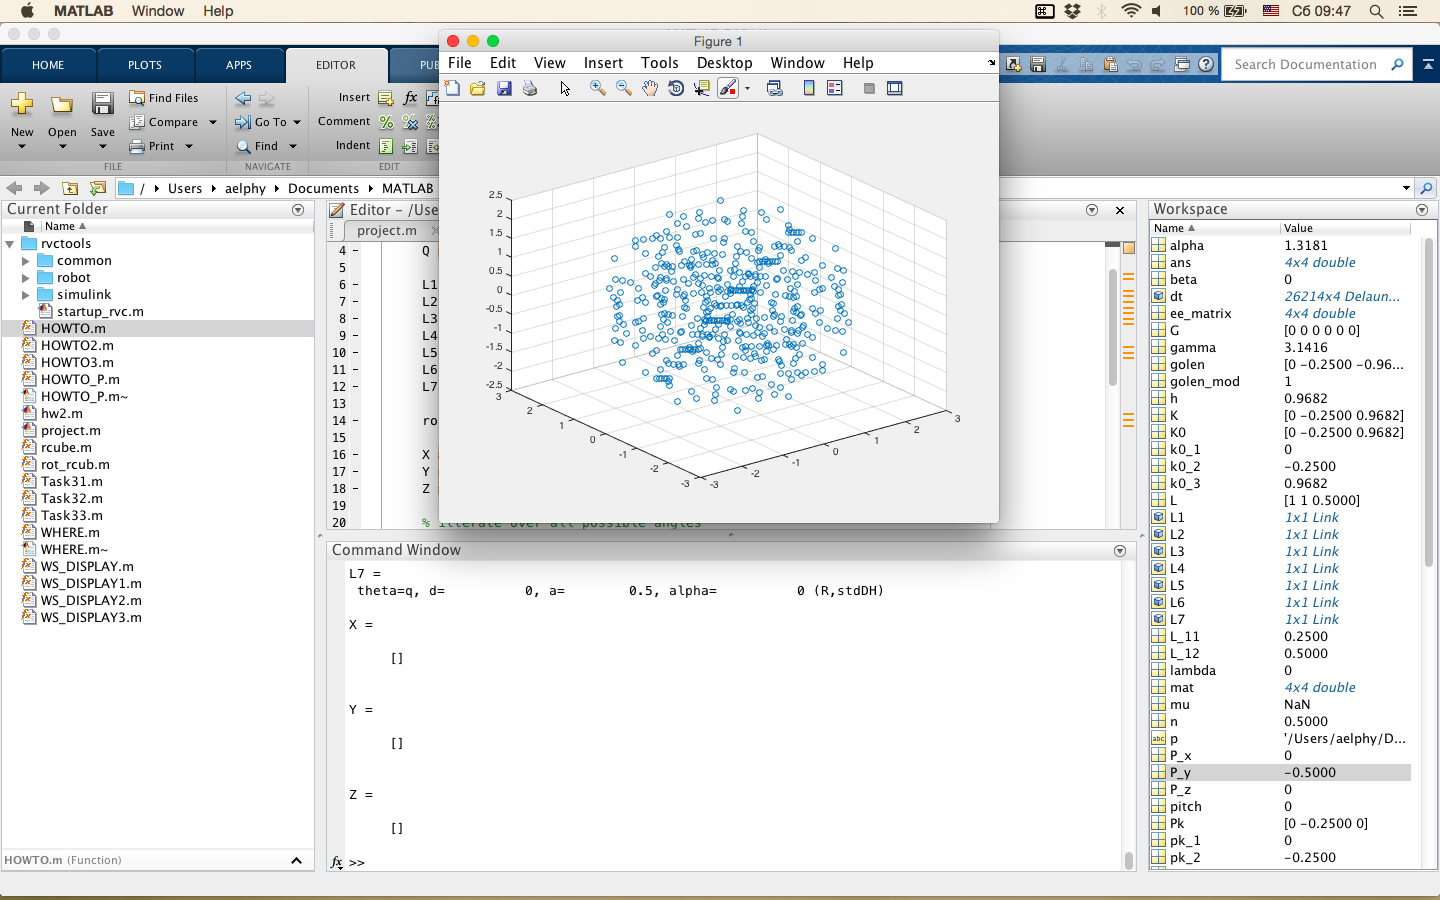 MATLAB Window Help 100 % Сб 09:47
Figure 1
File Edit View Insert Tools Desktop Window Help
HOME PLOTS APPS EDITOR PUB
Search Documentation
New Open Save
Find Files
Compare
Print
Go To
Find
Insert
Comment
Indent
FILE NAVIGATE EDIT
/ Users aelphy Documents MATLAB
Current Folder
Name
rvctools
common
robot
simulink
startup_rvc.m
HOWTO.m
HOWTO2.m
HOWTO3.m
HOWTO_P.m
HOWTO_P.m~
hw2.m
project.m
rcube.m
rot_rcub.m
Task31.m
Task32.m
Task33.m
WHERE.m
WHERE.m~
WS_DISPLAY.m
WS_DISPLAY1.m
WS_DISPLAY2.m
WS_DISPLAY3.m
HOWTO.m (Function)
Editor – /Use
project.m
4 – Q
5
6 – L1
7 – L2
8 – L3
9 – L4
10 – L5
11 – L6
12 – L7
13
14 – ro
15
16 – X
17 – Y
18 – Z
19
20 % itterate over all possible angles
2.5
2
1.5
1
0.5
0
-0.5
-1
-1.5
-2
-2.5
3
2
1
0
-1
-2
-3
-3
-2
-1
0
1
2
3
Command Window
L7 =
theta=q, d= 0, a= 0.5, alpha= 0 (R,stdDH)
X =
[]
Y =
[]
Z =
[]
fx >>
Workspace
Name Value
alpha 1.3181
ans 4x4 double
beta 0
dt 26214x4 Delaun...
ee_matrix 4x4 double
G [0 0 0 0 0 0]
gamma 3.1416
golen [0 -0.2500 -0.96...
golen_mod 1
h 0.9682
K [0 -0.2500 0.9682]
K0 [0 -0.2500 0.9682]
k0_1 0
k0_2 -0.2500
k0_3 0.9682
L [1 1 0.5000]
L1 1x1 Link
L2 1x1 Link
L3 1x1 Link
L4 1x1 Link
L5 1x1 Link
L6 1x1 Link
L7 1x1 Link
L_11 0.2500
L_12 0.5000
lambda 0
mat 4x4 double
mu NaN
n 0.5000
p '/Users/aelphy/D...
P_x 0
P_y -0.5000
P_z 0
pitch 0
Pk [0 -0.2500 0]
pk_1 0
pk_2 -0.2500